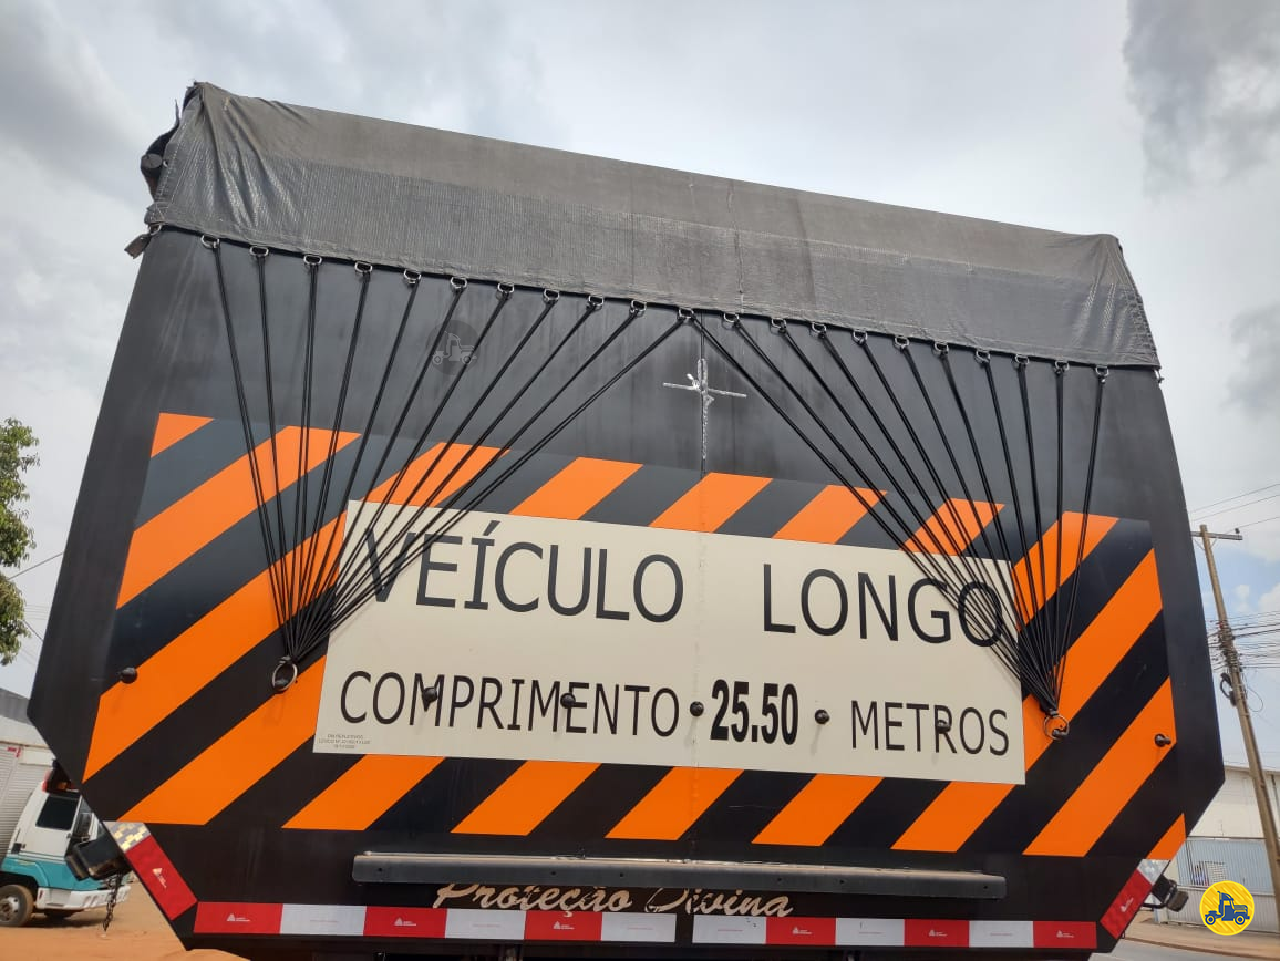 VEÍCULO LONGO
COMPRIMENTO 25.50 METROS
Proteção Divina